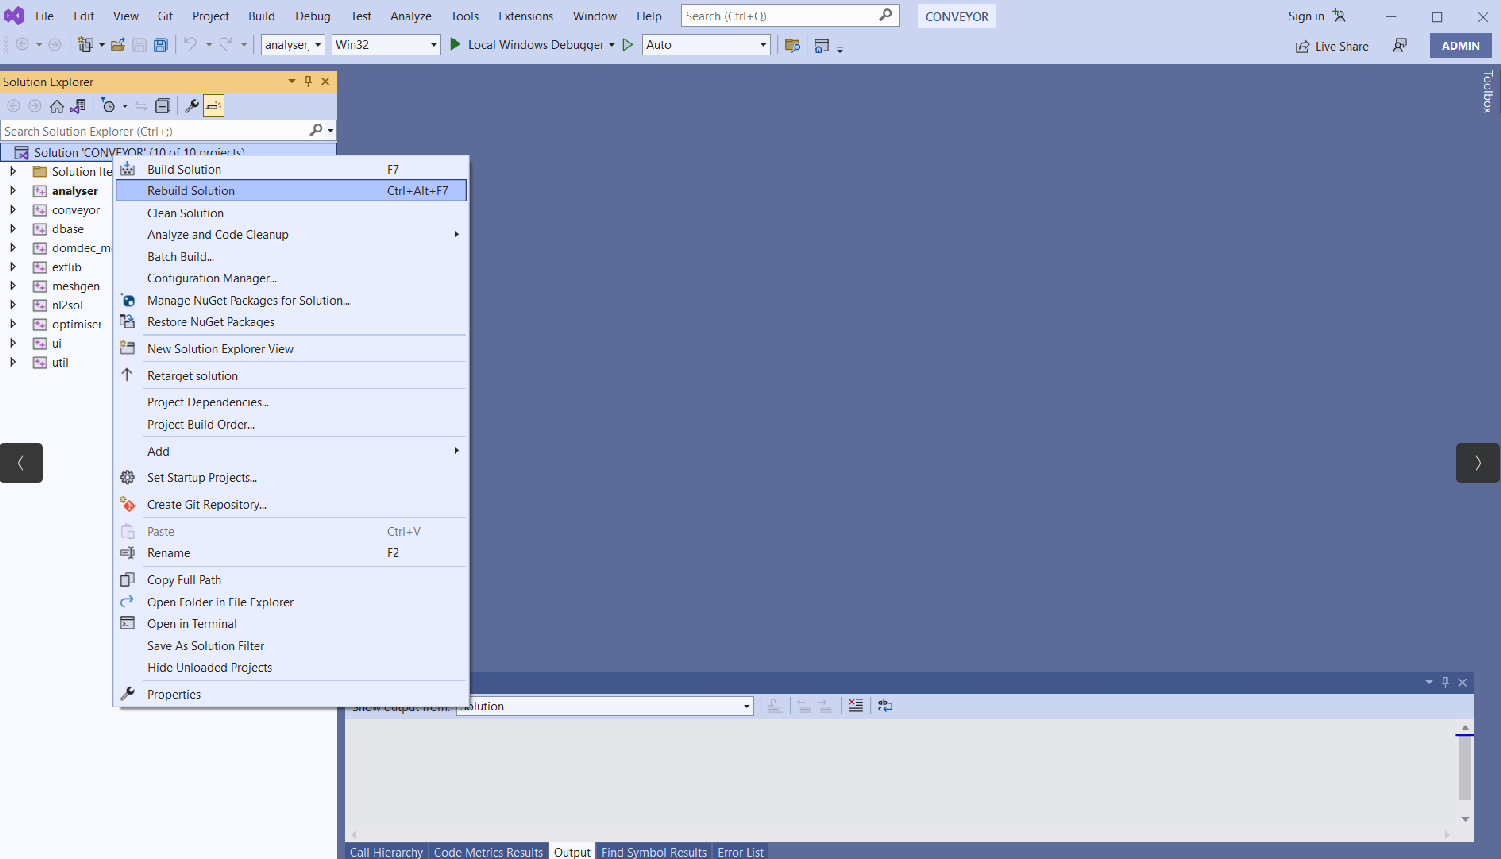 File Edit View Git Project Build Debug Test Analyze Tools Extensions Window Help Search (Ctrl+Q) CONVEYOR Sign in
analyser Win32 Local Windows Debugger Auto Live Share ADMIN
Toolbox
Solution Explorer
Search Solution Explorer (Ctrl+;)
Solution 'CONVEYOR' (10 of 10 projects)
Solution Ite
analyser
conveyor
dbase
domdec_m
extlib
meshgen
nl2sol
optimiser
ui
util
Build Solution F7
Rebuild Solution Ctrl+Alt+F7
Clean Solution
Analyze and Code Cleanup
Batch Build...
Configuration Manager...
Manage NuGet Packages for Solution...
Restore NuGet Packages
New Solution Explorer View
Retarget solution
Project Dependencies...
Project Build Order...
Add
Set Startup Projects...
Create Git Repository...
Paste Ctrl+V
Rename F2
Copy Full Path
Open Folder in File Explorer
Open in Terminal
Save As Solution Filter
Hide Unloaded Projects
Properties
Show output from: Solution
Call Hierarchy Code Metrics Results Output Find Symbol Results Error List